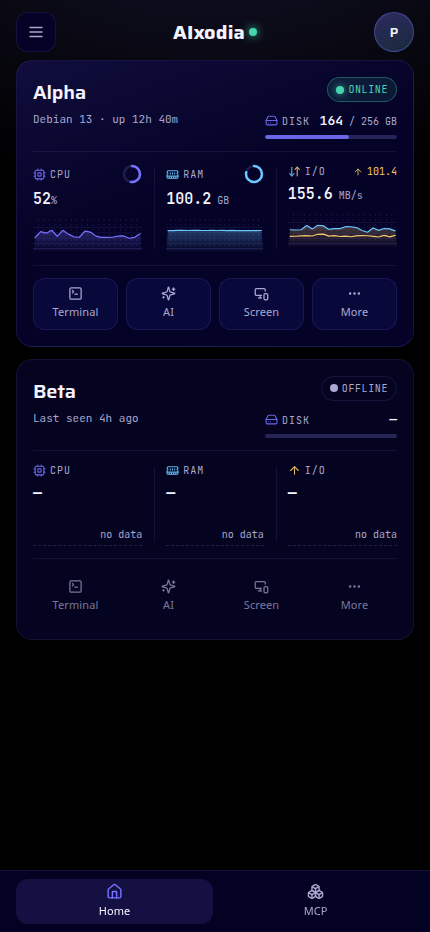 AIxodia
P
Alpha
ONLINE
Debian 13 · up 12h 40m
DISK 164 / 256 GB
CPU
RAM
I/O 101.4
52%
100.2 GB
155.6 MB/s
Terminal
AI
Screen
More
Beta
OFFLINE
Last seen 4h ago
DISK —
CPU
RAM
I/O
—
—
—
no data
no data
no data
Terminal
AI
Screen
More
Home
MCP